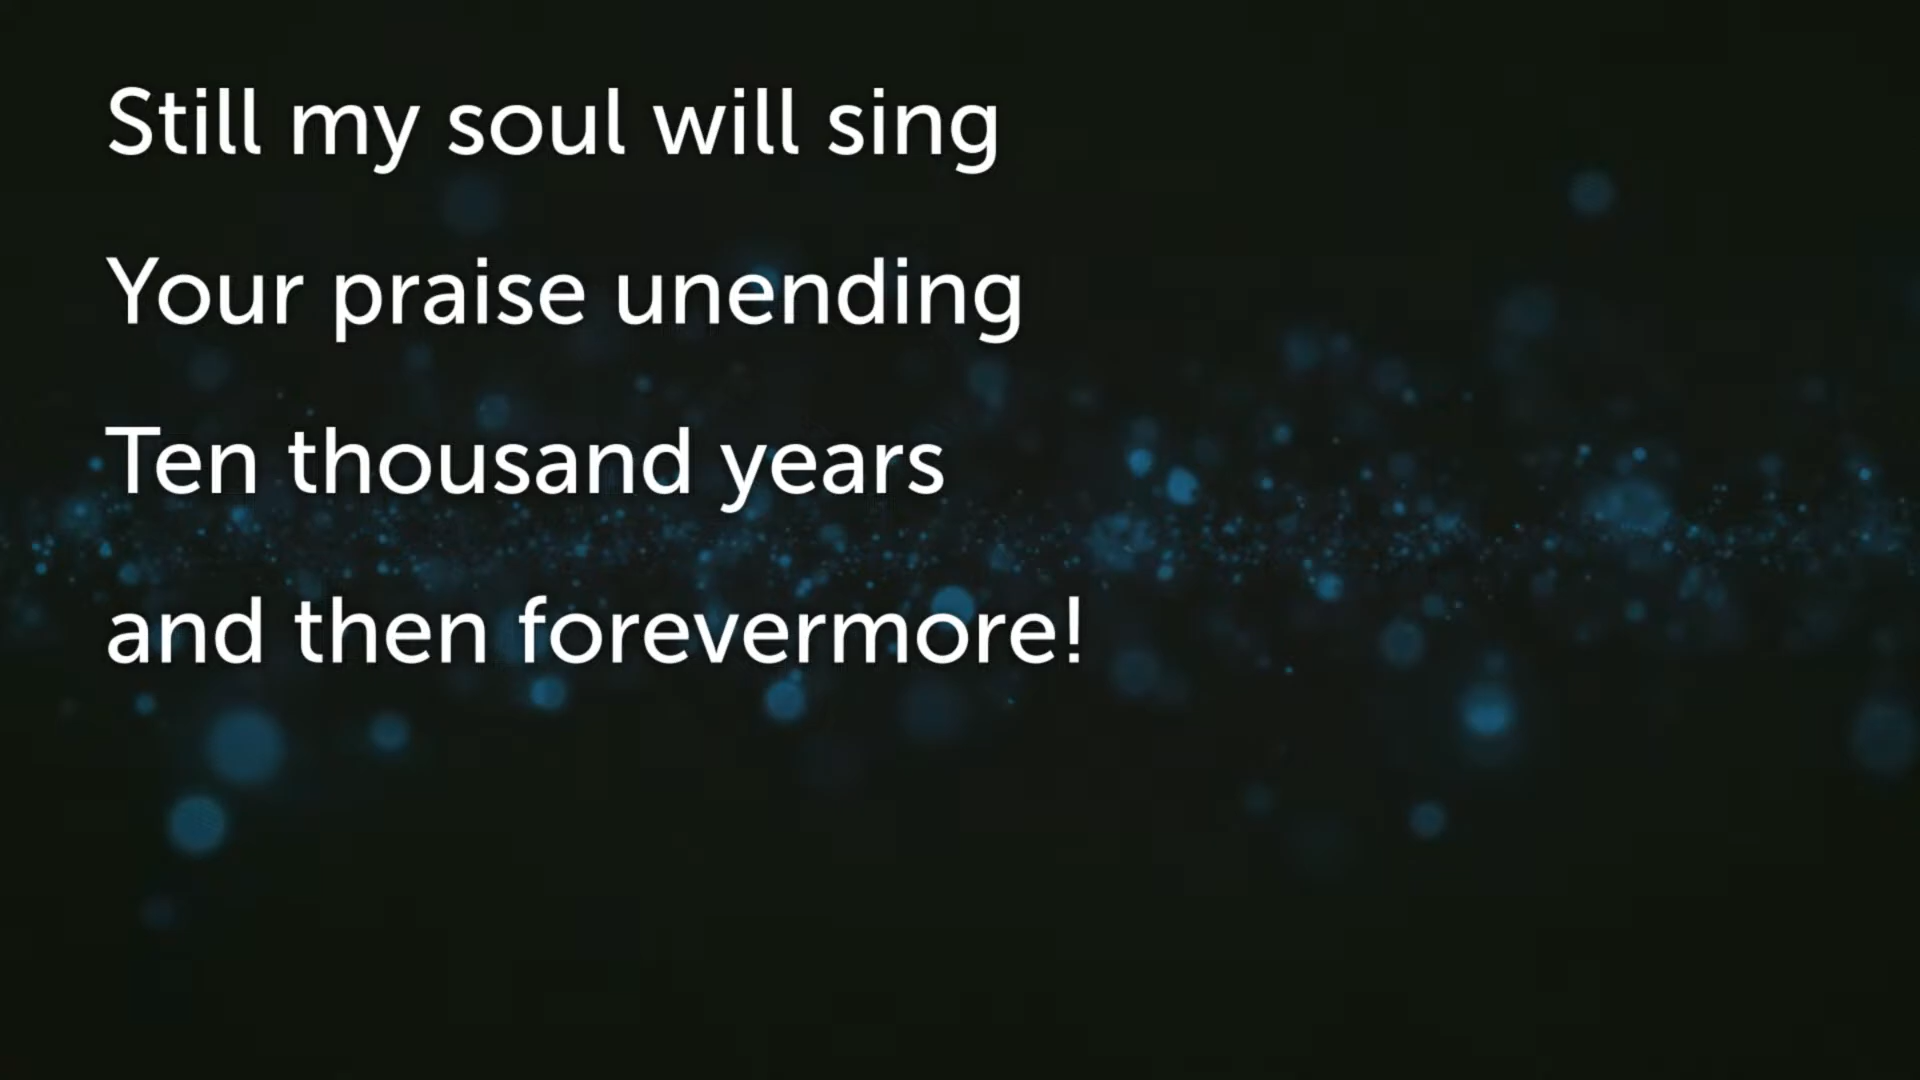 Still my soul will sing
Your praise unending
Ten thousand years
and then forevermore!